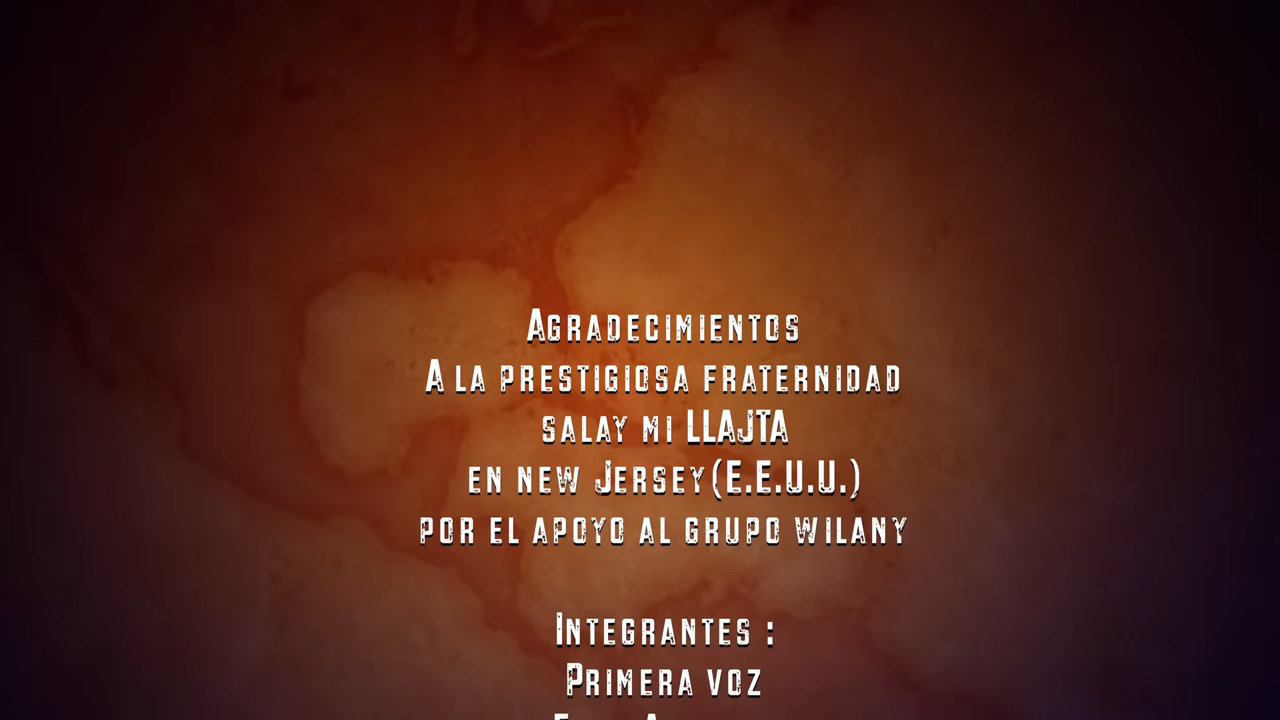 Agradecimientos
A la prestigiosa fraternidad
salay mi LLAJTA
en new Jersey(E.E.U.U.)
por el apoyo al grupo wilany
Integrantes :
Primera voz